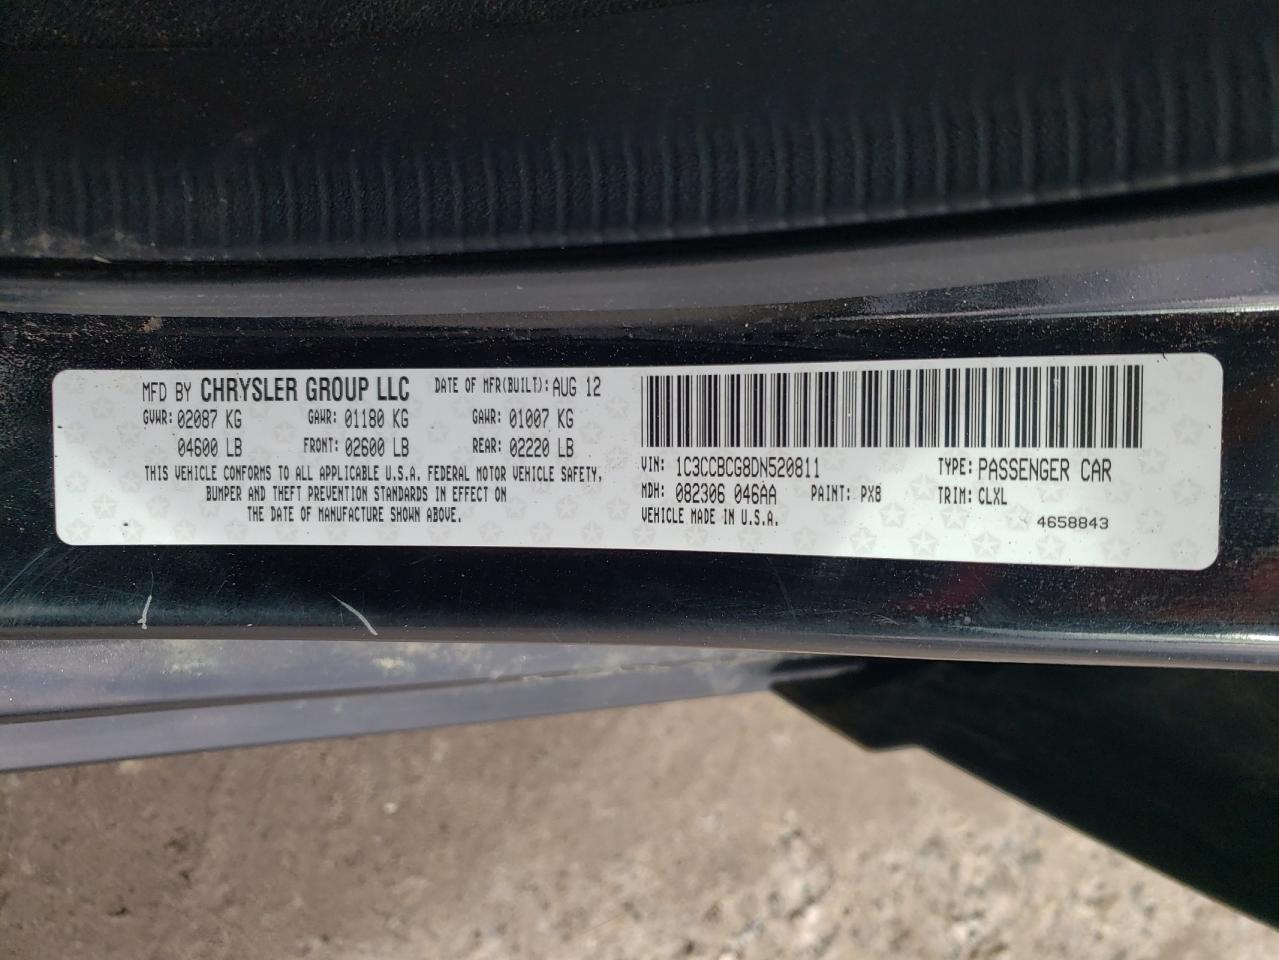 MFD BY CHRYSLER GROUP LLC DATE OF MFR(BUILT): AUG 12
GVWR: 02087 KG GAWR: 01180 KG GAWR: 01007 KG
04600 LB FRONT: 02600 LB REAR: 02220 LB
THIS VEHICLE CONFORMS TO ALL APPLICABLE U.S.A. FEDERAL MOTOR VEHICLE SAFETY,
BUMPER AND THEFT PREVENTION STANDARDS IN EFFECT ON
THE DATE OF MANUFACTURE SHOWN ABOVE.
VIN: 1C3CCBCG8DN520811 TYPE: PASSENGER CAR
MDH: 082306 046AA PAINT: PX8 TRIM: CLXL
VEHICLE MADE IN U.S.A. 4658843